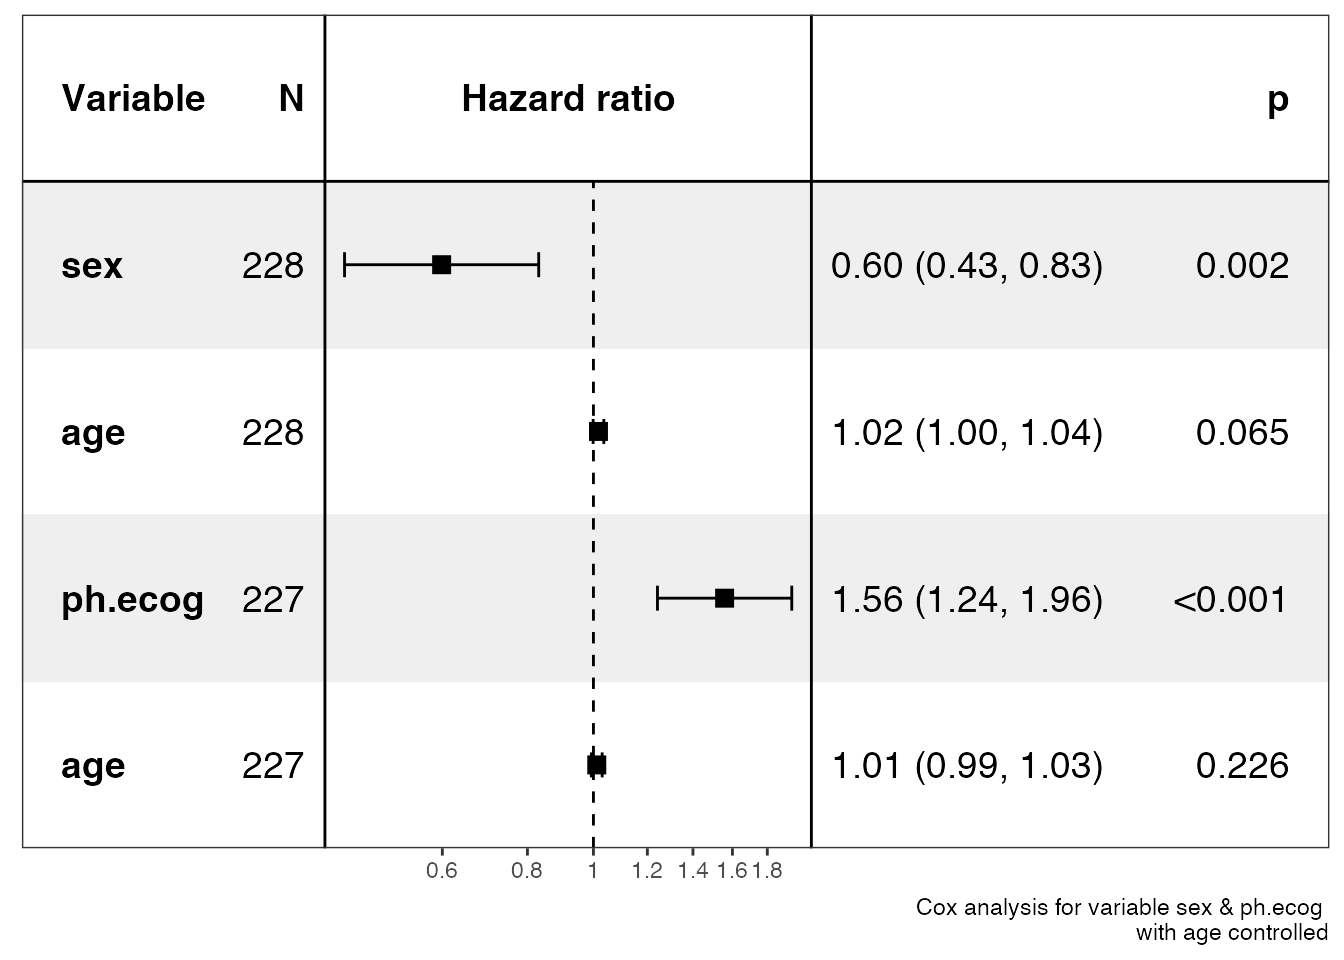 Variable N Hazard ratio p
sex 228 0.60 (0.43, 0.83) 0.002
age 228 1.02 (1.00, 1.04) 0.065
ph.ecog 227 1.56 (1.24, 1.96) <0.001
age 227 1.01 (0.99, 1.03) 0.226
0.6 0.8 1 1.2 1.4 1.6 1.8
Cox analysis for variable sex & ph.ecog
with age controlled